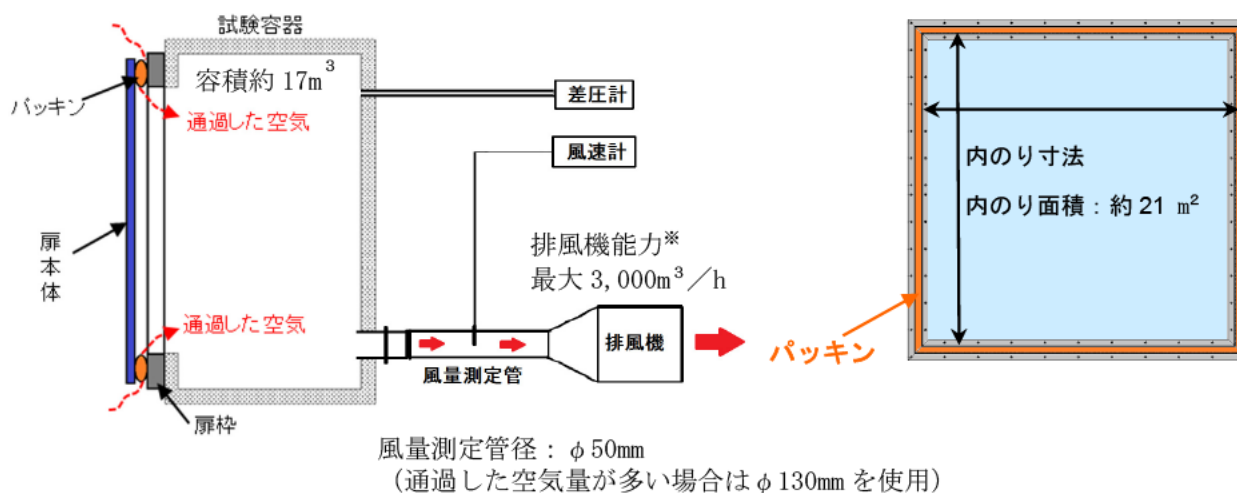 試験容器
容積約 17m³
パッキン
通過した空気
差圧計
風速計
扉本体
排風機能力※
最大 3,000m³／h
通過した空気
排風機
風量測定管
扉枠
風量測定管径：φ50mm
（通過した空気量が多い場合はφ130mm を使用）
内のり寸法
内のり面積：約 21 m²
パッキン